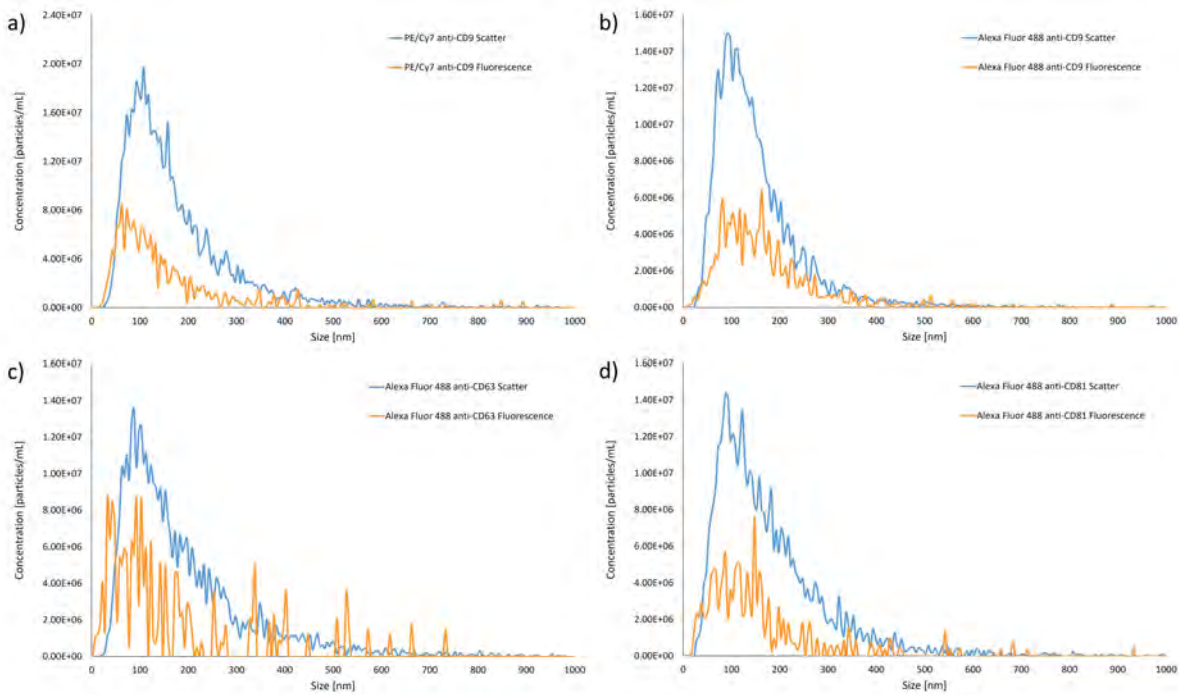 a)
2.40E+07
2.00E+07
1.60E+07
1.20E+07
8.00E+06
4.00E+06
0.00E+00
Concentration [particles/mL]
PE/Cy7 anti-CD9 Scatter
PE/Cy7 anti-CD9 Fluorescence
0 100 200 300 400 500 600 700 800 900 1000
Size [nm]
b)
1.60E+07
1.40E+07
1.20E+07
1.00E+07
8.00E+06
6.00E+06
4.00E+06
2.00E+06
0.00E+00
Concentration [particles/mL]
Alexa Fluor 488 anti-CD9 Scatter
Alexa Fluor 488 anti-CD9 Fluorescence
0 100 200 300 400 500 600 700 800 900 1000
Size [nm]
c)
1.60E+07
1.40E+07
1.20E+07
1.00E+07
8.00E+06
6.00E+06
4.00E+06
2.00E+06
0.00E+00
Concentration [particles/mL]
Alexa Fluor 488 anti-CD63 Scatter
Alexa Fluor 488 anti-CD63 Fluorescence
0 100 200 300 400 500 600 700 800 900 1000
Size [nm]
d)
1.60E+07
1.40E+07
1.20E+07
1.00E+07
8.00E+06
6.00E+06
4.00E+06
2.00E+06
0.00E+00
Concentration [particles/mL]
Alexa Fluor 488 anti-CD81 Scatter
Alexa Fluor 488 anti-CD81 Fluorescence
0 100 200 300 400 500 600 700 800 900 1000
Size [nm]